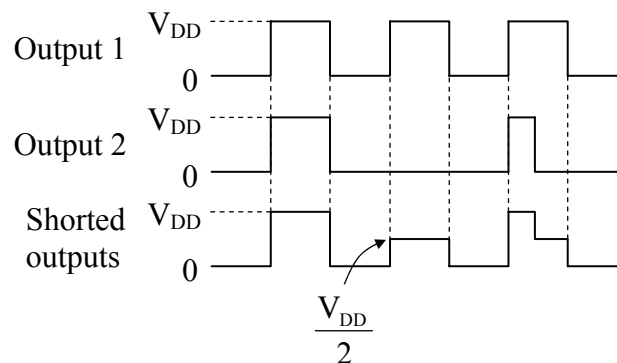 V_DD
Output 1
0
V_DD
Output 2
0
Shorted
V_DD
outputs
0
V_DD
2